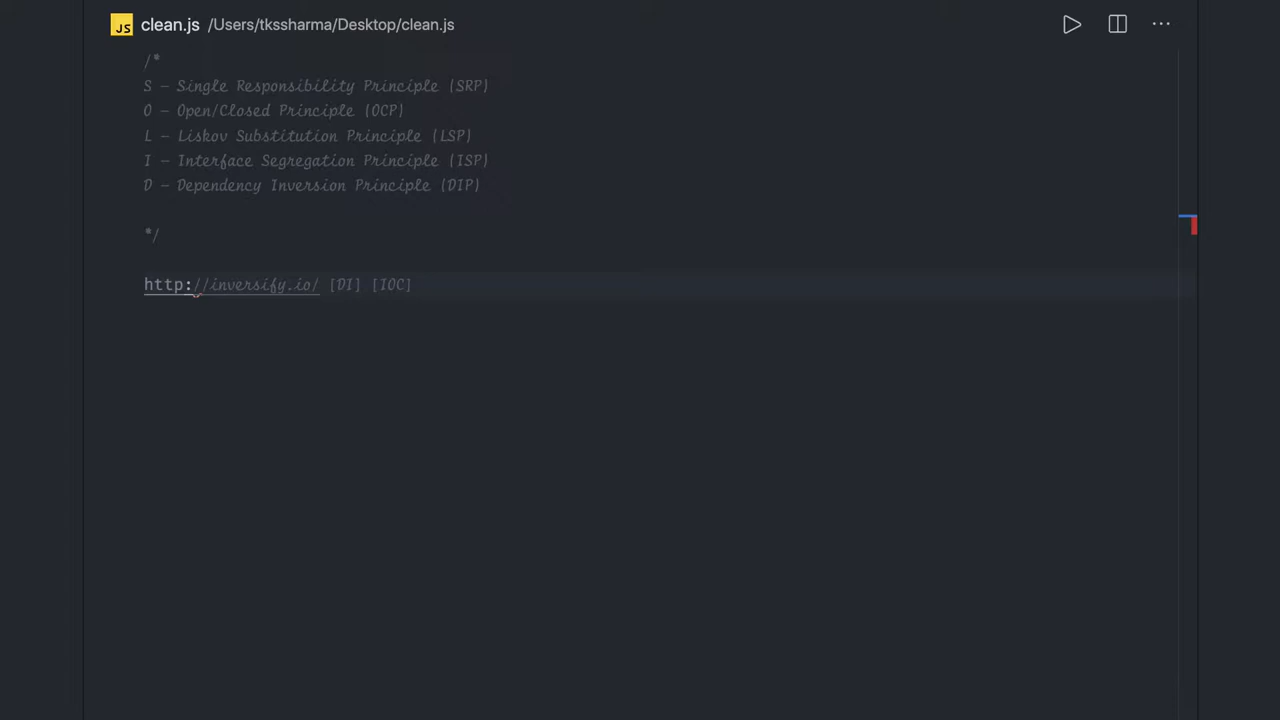 JS clean.js /Users/tkssharma/Desktop/clean.js ...
/*
S – Single Responsibility Principle (SRP)
O – Open/Closed Principle (OCP)
L – Liskov Substitution Principle (LSP)
I – Interface Segregation Principle (ISP)
D – Dependency Inversion Principle (DIP)
*/
http://inversify.io/ [DI] [IOC]